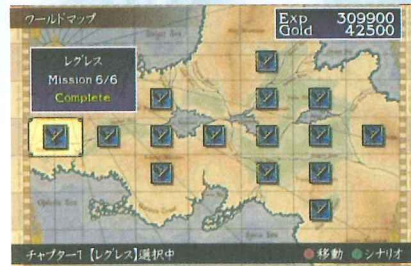 ワールドマップ
Exp 309900
Gold 42500
レグレス
Mission 6/6
Complete
チャプター1【レグレス】選択中
移動
シナリオ